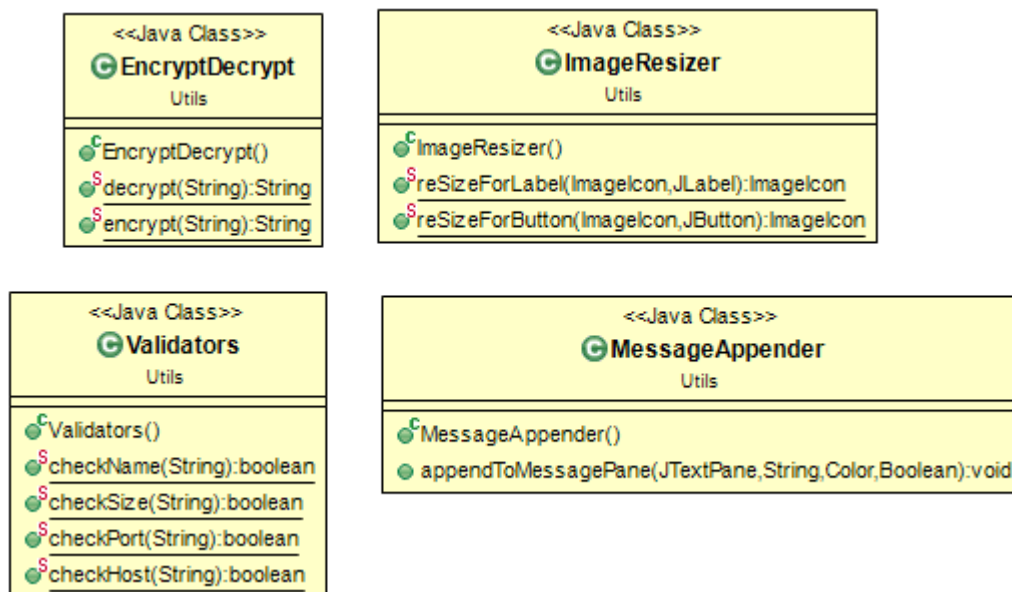 <<Java Class>>
EncryptDecrypt
Utils
EncryptDecrypt()
decrypt(String):String
encrypt(String):String
<<Java Class>>
ImageResizer
Utils
ImageResizer()
reSizeForLabel(ImageIcon,JLabel):ImageIcon
reSizeForButton(ImageIcon,JButton):ImageIcon
<<Java Class>>
Validators
Utils
Validators()
checkName(String):boolean
checkSize(String):boolean
checkPort(String):boolean
checkHost(String):boolean
<<Java Class>>
MessageAppender
Utils
MessageAppender()
appendToMessagePane(JTextPane,String,Color,Boolean):void